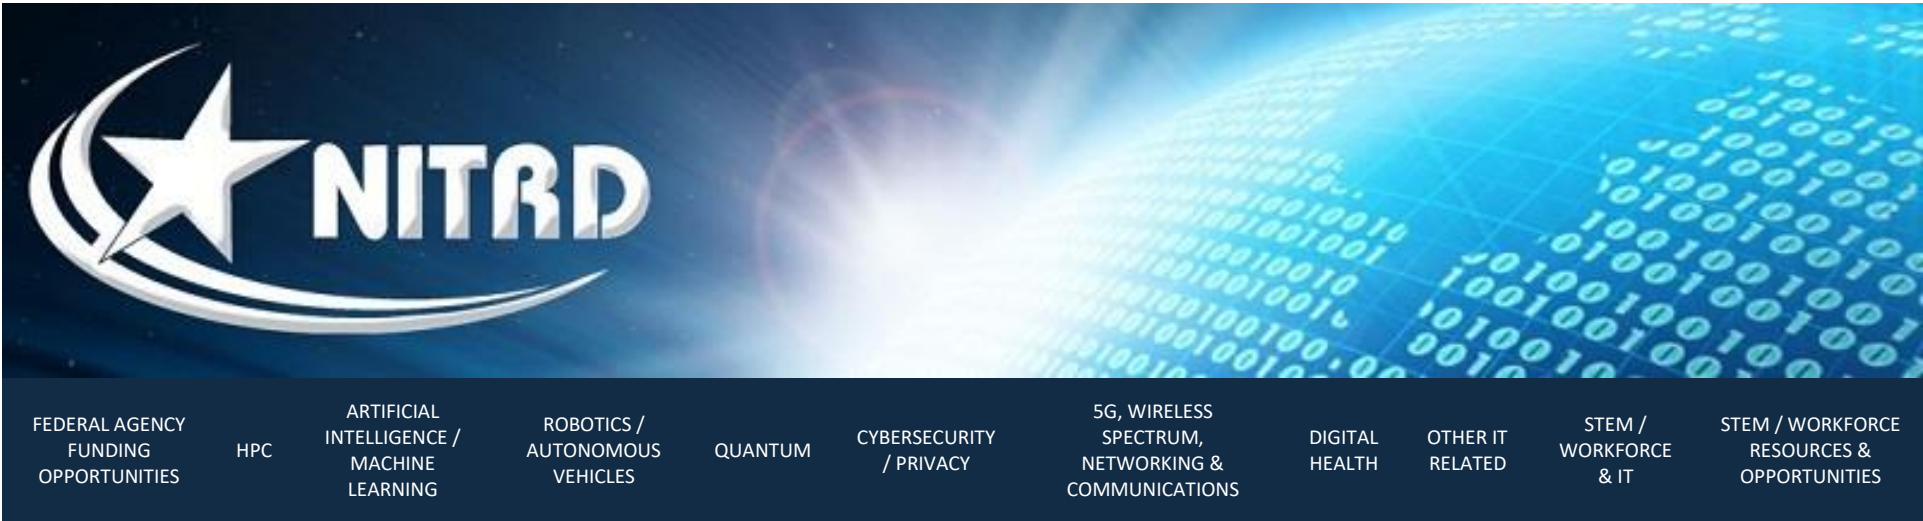 NITRD
FEDERAL AGENCY
FUNDING
OPPORTUNITIES
HPC
ARTIFICIAL
INTELLIGENCE /
MACHINE
LEARNING
ROBOTICS /
AUTONOMOUS
VEHICLES
QUANTUM
CYBERSECURITY
/ PRIVACY
5G, WIRELESS
SPECTRUM,
NETWORKING &
COMMUNICATIONS
DIGITAL
HEALTH
OTHER IT
RELATED
STEM /
WORKFORCE
& IT
STEM / WORKFORCE
RESOURCES &
OPPORTUNITIES